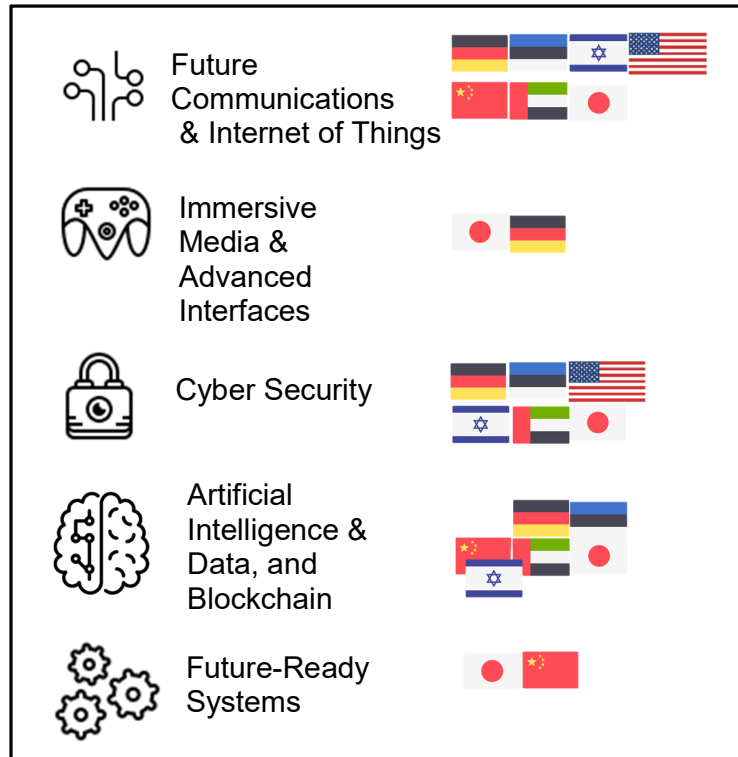 Future
Communications
& Internet of Things
Immersive
Media &
Advanced
Interfaces
Cyber Security
Artificial
Intelligence &
Data, and
Blockchain
Future-Ready
Systems